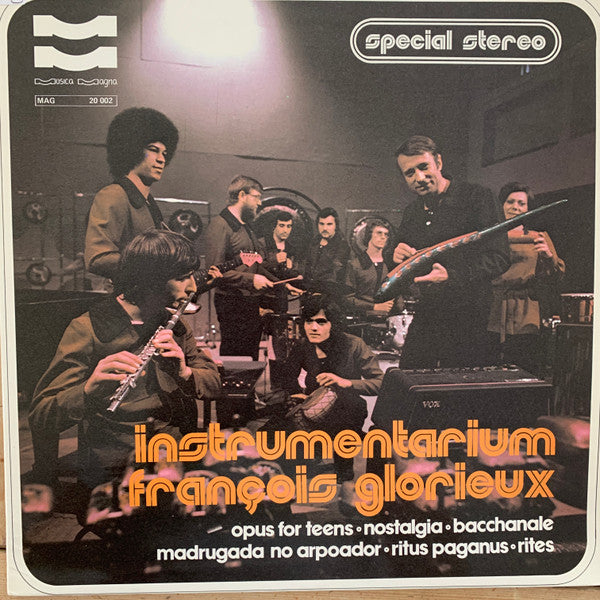 special stereo
Musica Magna
MAG 20 002
VOX
instrumentarium
françois glorieux
opus for teens • nostalgia • bacchanale
madrugada no arpoador • ritus paganus • rites